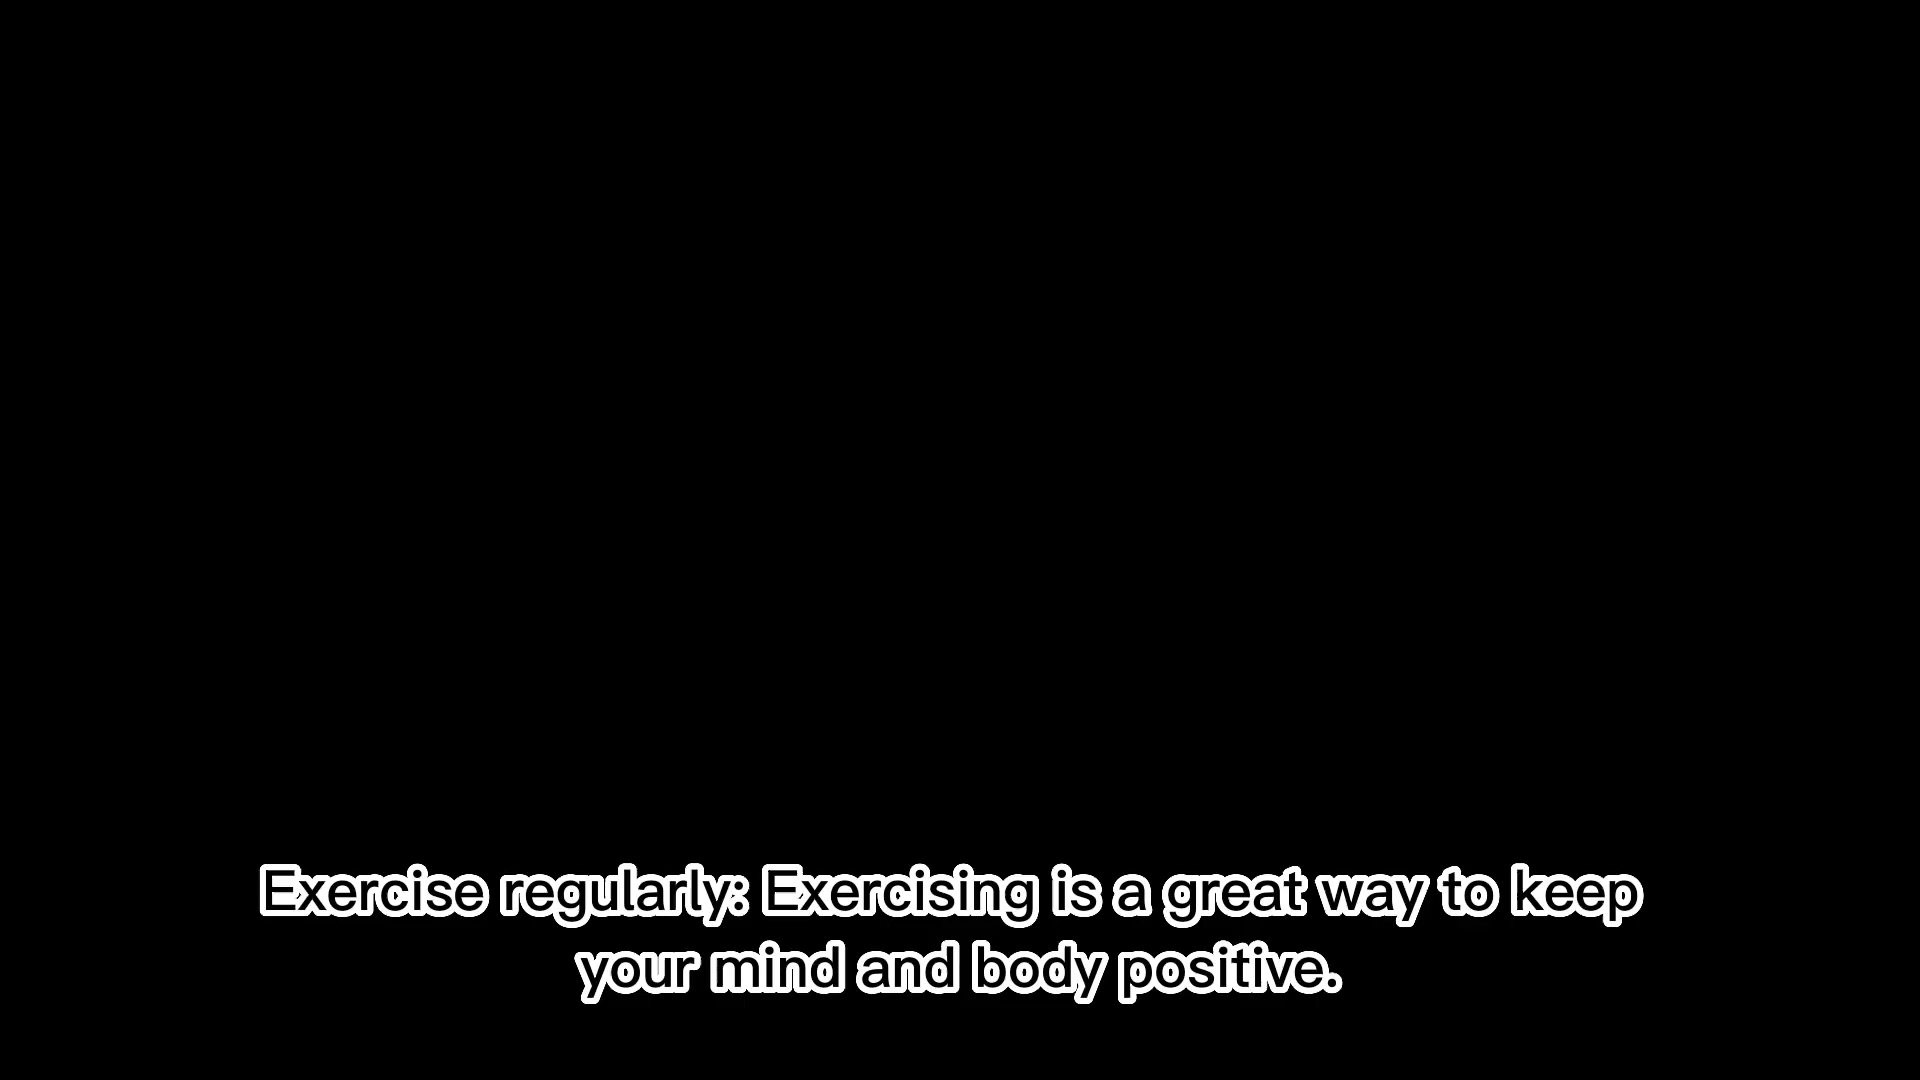 Exercise regularly: Exercising is a great way to keep
your mind and body positive.